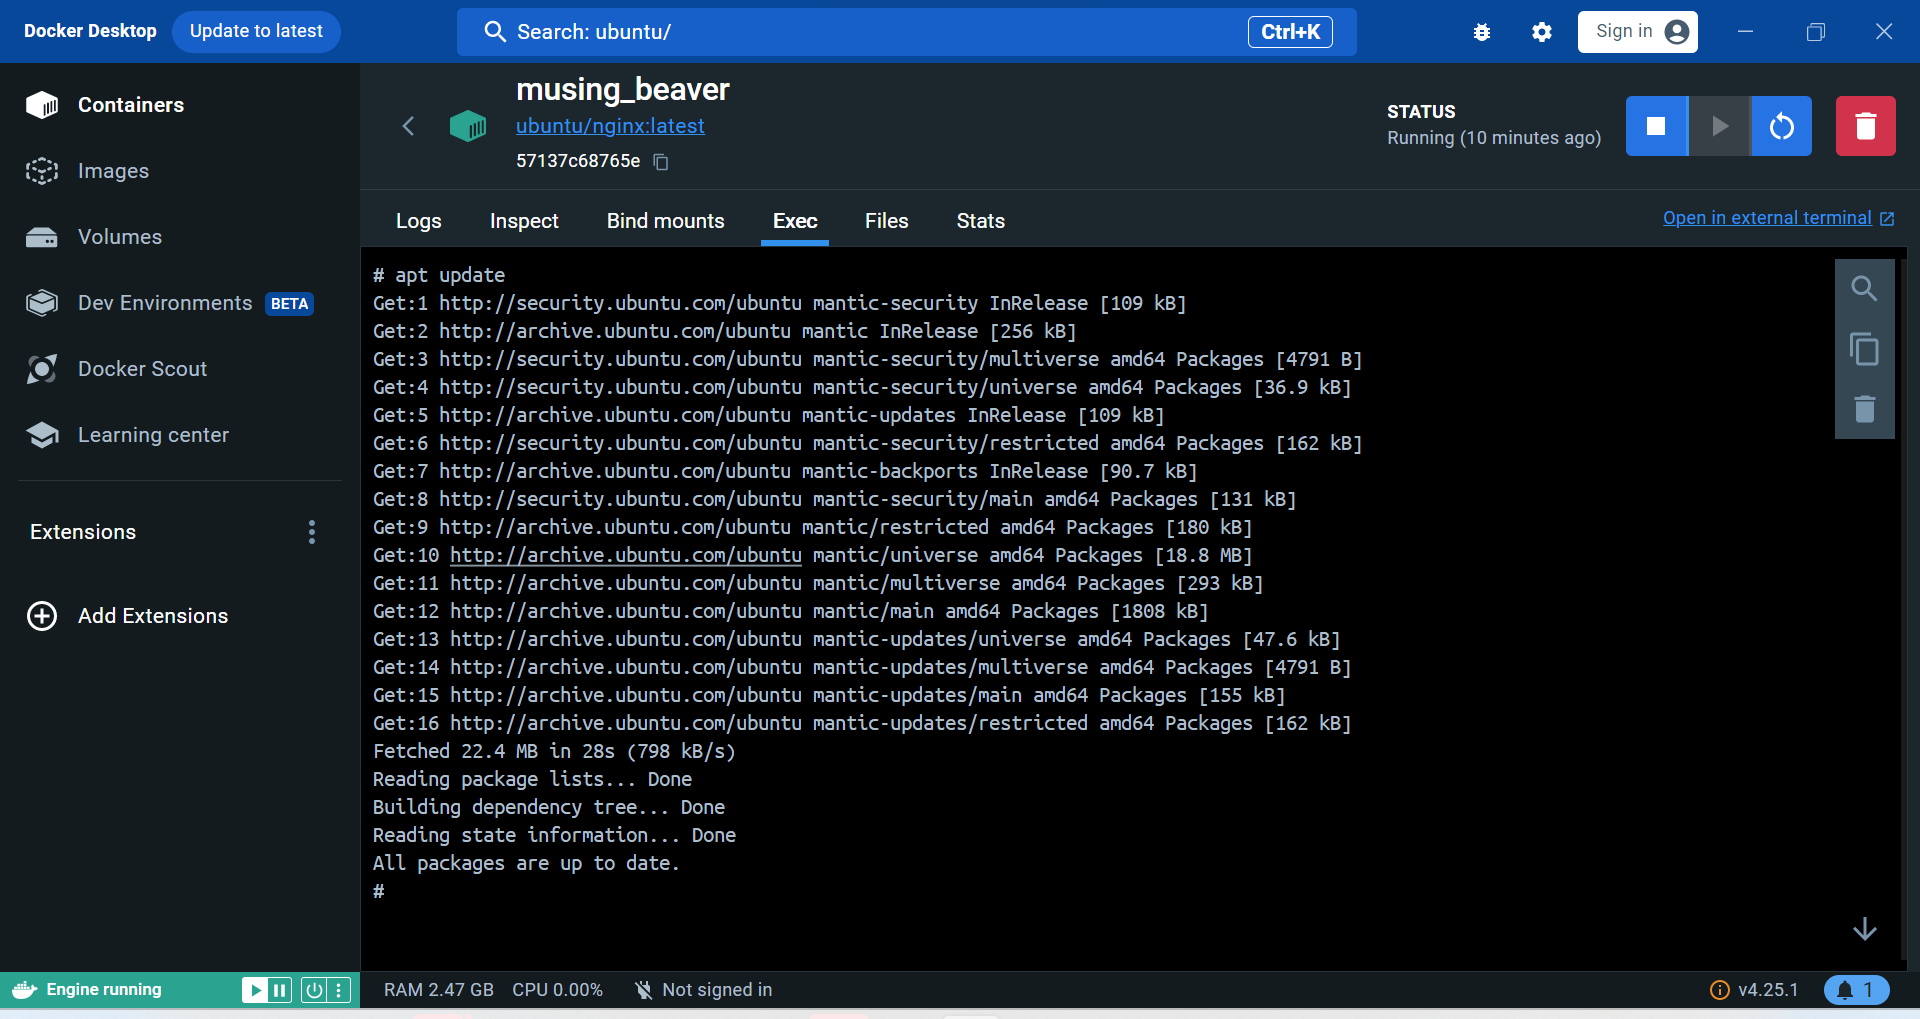 Docker Desktop
Update to latest
Search: ubuntu/
Ctrl+K
Sign in
Containers
Images
Volumes
Dev Environments BETA
Docker Scout
Learning center
Extensions
Add Extensions
musing_beaver
ubuntu/nginx:latest
57137c68765e
STATUS
Running (10 minutes ago)
Logs Inspect Bind mounts Exec Files Stats
Open in external terminal
# apt update
Get:1 http://security.ubuntu.com/ubuntu mantic-security InRelease [109 kB]
Get:2 http://archive.ubuntu.com/ubuntu mantic InRelease [256 kB]
Get:3 http://security.ubuntu.com/ubuntu mantic-security/multiverse amd64 Packages [4791 B]
Get:4 http://security.ubuntu.com/ubuntu mantic-security/universe amd64 Packages [36.9 kB]
Get:5 http://archive.ubuntu.com/ubuntu mantic-updates InRelease [109 kB]
Get:6 http://security.ubuntu.com/ubuntu mantic-security/restricted amd64 Packages [162 kB]
Get:7 http://archive.ubuntu.com/ubuntu mantic-backports InRelease [90.7 kB]
Get:8 http://security.ubuntu.com/ubuntu mantic-security/main amd64 Packages [131 kB]
Get:9 http://archive.ubuntu.com/ubuntu mantic/restricted amd64 Packages [180 kB]
Get:10 http://archive.ubuntu.com/ubuntu mantic/universe amd64 Packages [18.8 MB]
Get:11 http://archive.ubuntu.com/ubuntu mantic/multiverse amd64 Packages [293 kB]
Get:12 http://archive.ubuntu.com/ubuntu mantic/main amd64 Packages [1808 kB]
Get:13 http://archive.ubuntu.com/ubuntu mantic-updates/universe amd64 Packages [47.6 kB]
Get:14 http://archive.ubuntu.com/ubuntu mantic-updates/multiverse amd64 Packages [4791 B]
Get:15 http://archive.ubuntu.com/ubuntu mantic-updates/main amd64 Packages [155 kB]
Get:16 http://archive.ubuntu.com/ubuntu mantic-updates/restricted amd64 Packages [162 kB]
Fetched 22.4 MB in 28s (798 kB/s)
Reading package lists... Done
Building dependency tree... Done
Reading state information... Done
All packages are up to date.
#
Engine running
RAM 2.47 GB CPU 0.00% Not signed in
v4.25.1
1